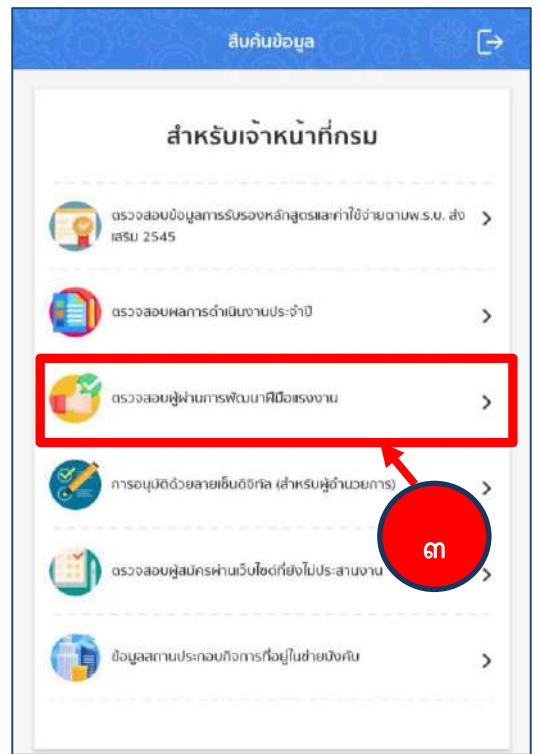 สืบค้นข้อมูล
สำหรับเจ้าหน้าที่กรม
ตรวจสอบข้อมูลการรับรองหลักสูตรและค่าใช้จ่ายตามพ.ร.บ. ส่ง
เสริม 2545
ตรวจสอบผลการดำเนินงานประจำปี
ตรวจสอบผู้ผ่านการพัฒนาฝีมือแรงงาน
การอนุมัติด้วยลายเซ็นดิจิทัล (สำหรับผู้อำนวยการ)
๓
ตรวจสอบผู้สมัครผ่านเว็บไซต์ที่ยังไม่ประสานงาน
ข้อมูลสถานประกอบกิจการที่อยู่ในข่ายบังคับ